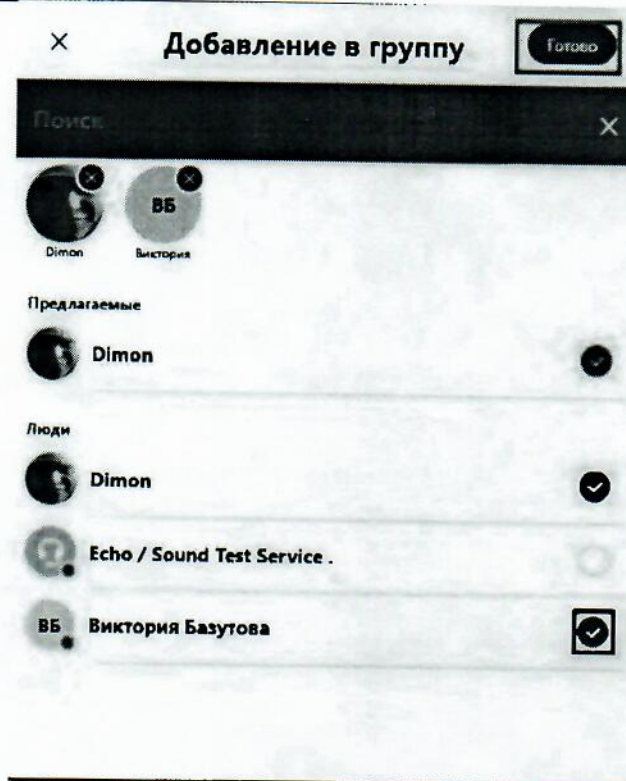 Добавление в группу
Готово
Поиск
ВБ
Dimon
Виктория
Предлагаемые
Dimon
Люди
Dimon
Echo / Sound Test Service .
ВБ
Виктория Базутова